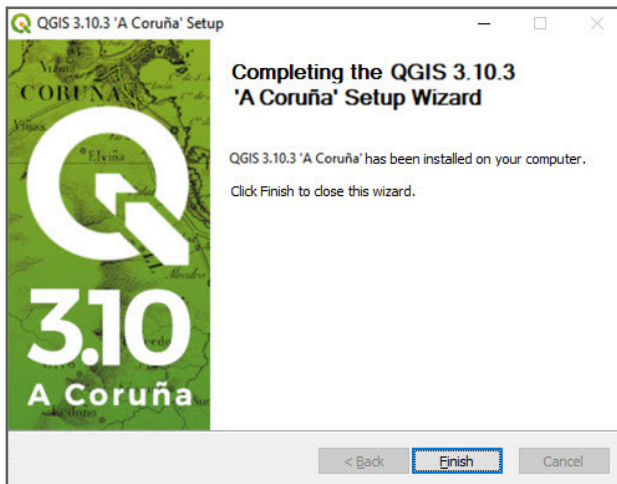 QGIS 3.10.3 'A Coruña' Setup
Completing the QGIS 3.10.3
'A Coruña' Setup Wizard
QGIS 3.10.3 'A Coruña' has been installed on your computer.
Click Finish to close this wizard.
CORUNA
Elviña
3.10
A Coruña
< Back
Finish
Cancel